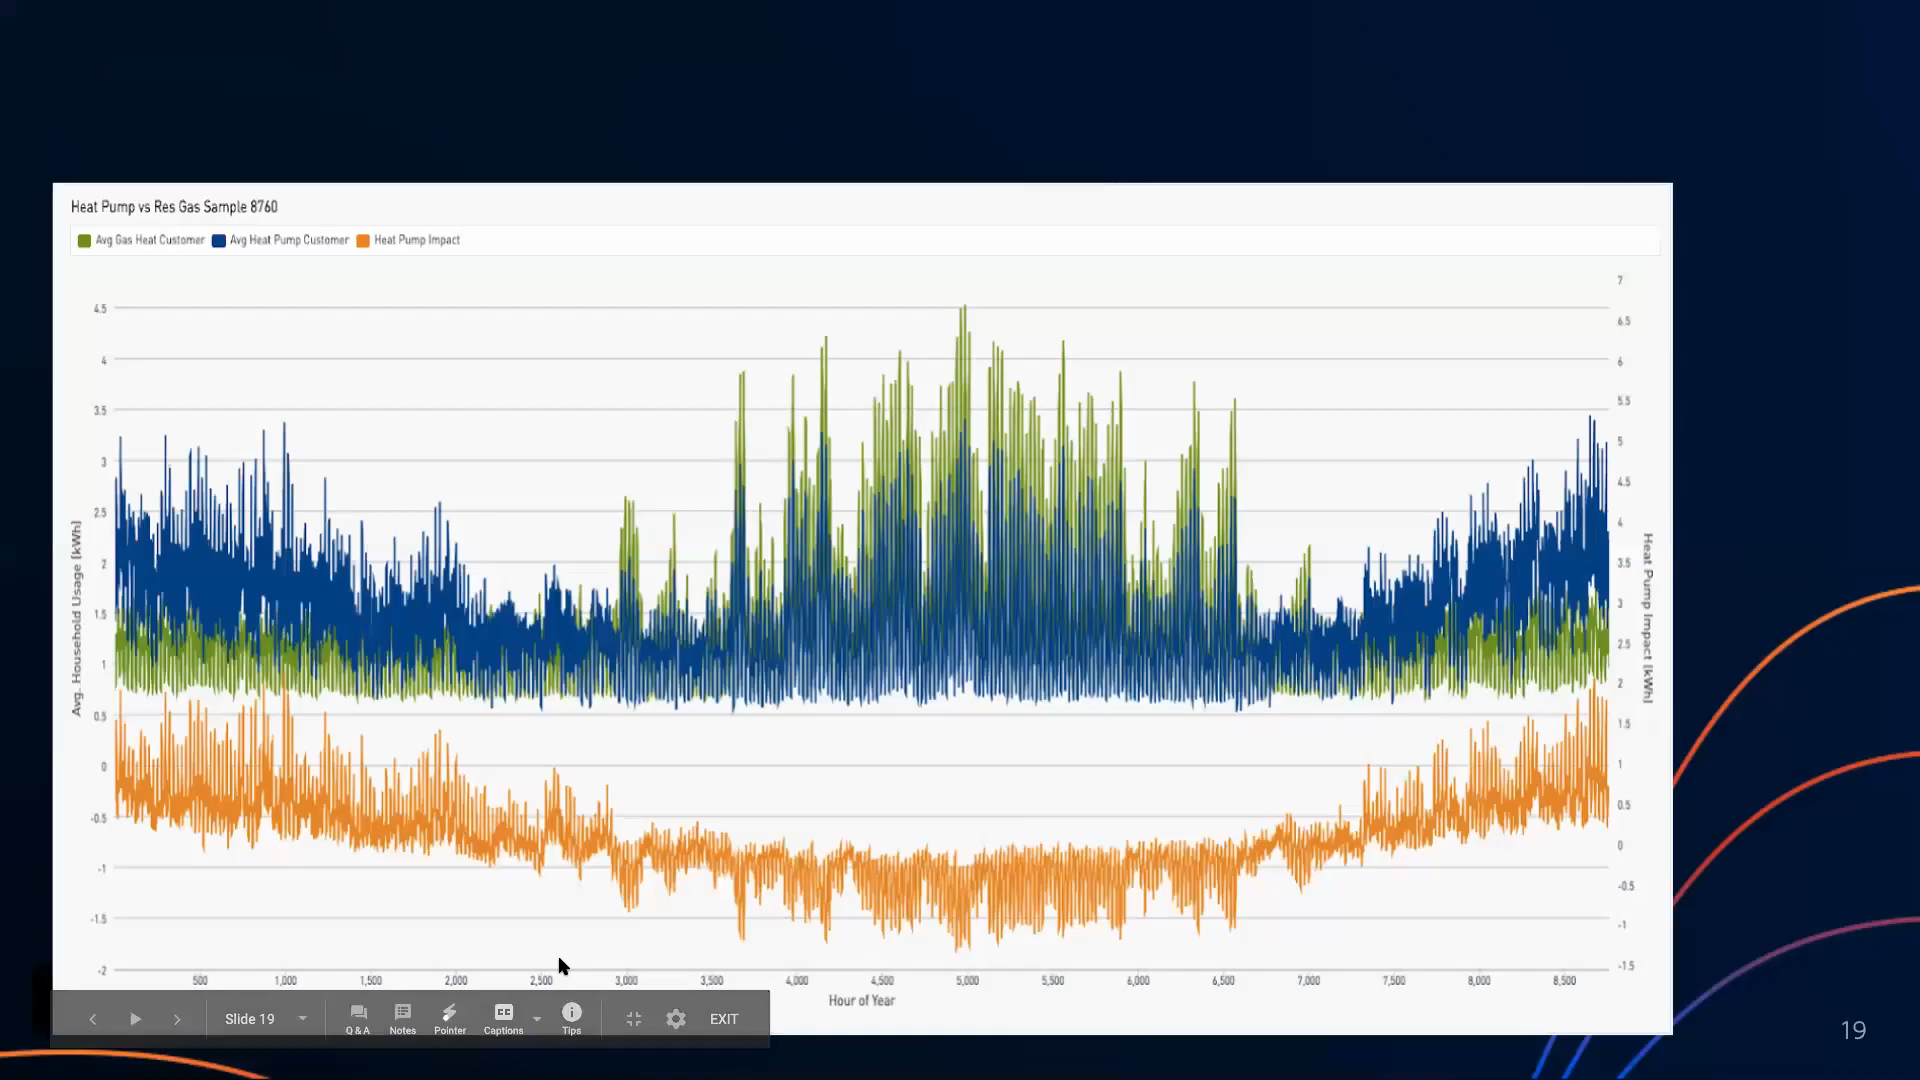 Heat Pump vs Res Gas Sample 8760
Avg Gas Heat Customer Avg Heat Pump Customer Heat Pump Impact
7
4.5
6.5
4
6
3.5
5.5
3
5
4.5
2.5
4
2
3.5
1.5
3
1
2.5
2
0.5
1.5
0
1
-0.5
0.5
-1
0
-0.5
-1.5
-1
-2
-1.5
Avg. Household Usage [kWh]
Heat Pump Impact [kWh]
500 1,000 1,500 2,000 2,500 3,000 3,500 4,000 4,500 5,000 5,500 6,000 6,500 7,000 7,500 8,000 8,500
Hour of Year
Slide 19
Q & A
Notes
Pointer
CC
Captions
Tips
EXIT
19